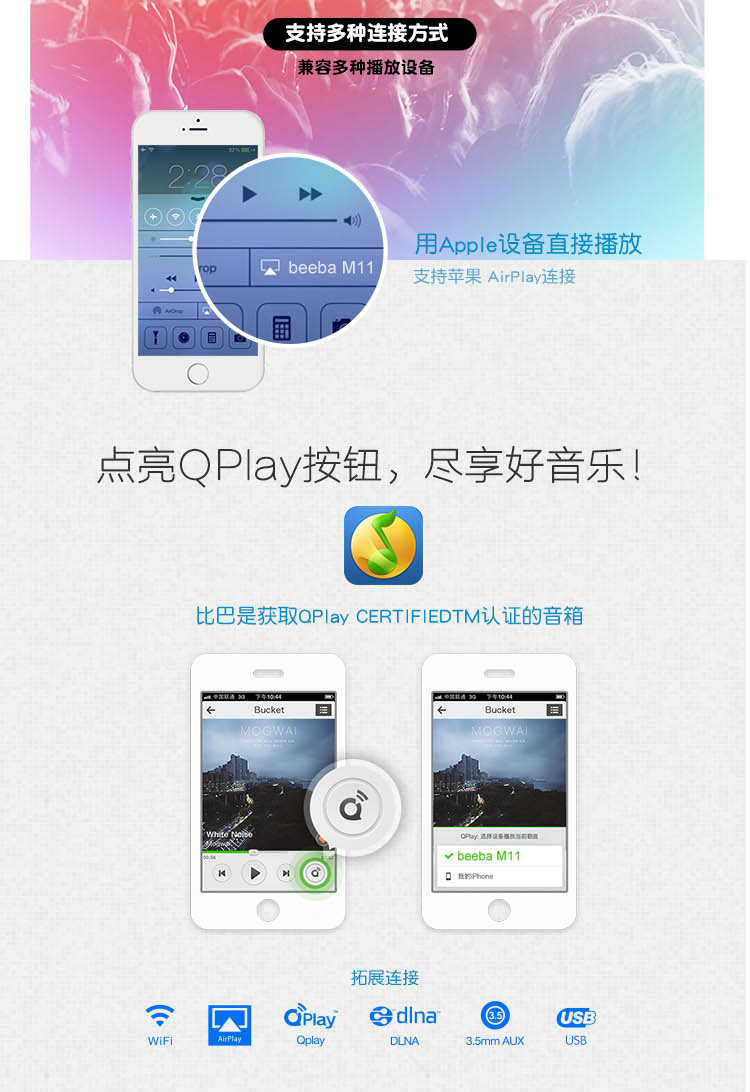 支持多种连接方式
兼容多种播放设备
92%
2:28
rop
beeba M11
AirDrop
用Apple设备直接播放
支持苹果 AirPlay连接
点亮QPlay按钮，尽享好音乐！
比巴是获取QPlay CERTIFIEDTM认证的音箱
中国联通 3G 下午10:44
Bucket
MOGWAI
White Noise
Mogwai
00:04
中国联通 3G 下午10:44
Bucket
MOGWAI
QPlay: 选择设备播放当前歌曲
beeba M11
我的iPhone
拓展连接
WiFi
AirPlay
QPlay™
Qplay
dlna
DLNA
3.5
3.5mm AUX
USB
USB